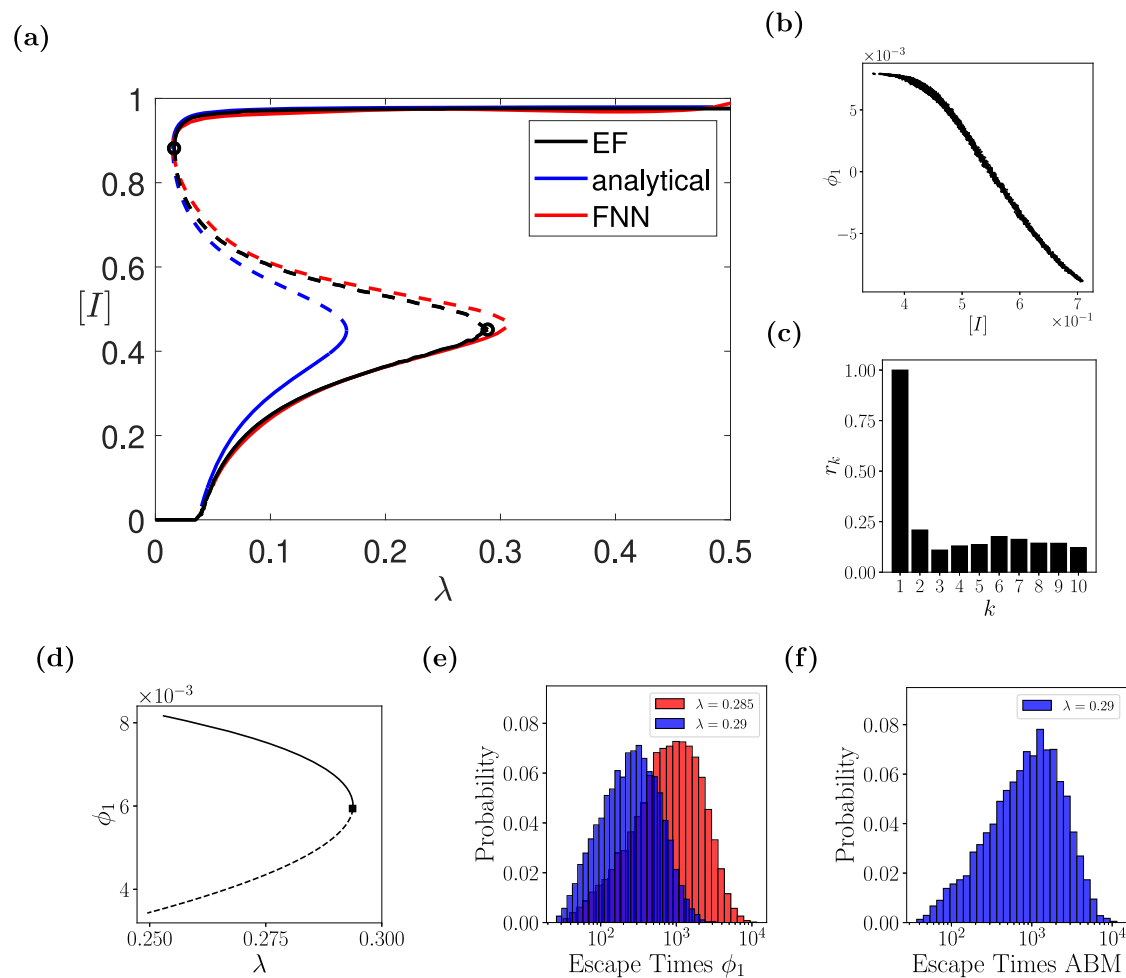 (a)
1
0.8
0.6
0.4
0.2
0
[I]
0
0.1
0.2
0.3
0.4
0.5
λ
EF
analytical
FNN
(b)
×10⁻³
5
0
−5
ϕ₁
4
5
6
7
×10⁻¹
[I]
(c)
1.00
0.75
0.50
0.25
0.00
rₖ
1 2 3 4 5 6 7 8 9 10
k
(d)
×10⁻³
8
6
4
ϕ₁
0.250 0.275 0.300
λ
(e)
λ = 0.285
λ = 0.29
0.08
0.06
0.04
0.02
0.00
Probability
10² 10³ 10⁴
Escape Times ϕ₁
(f)
λ = 0.29
0.08
0.06
0.04
0.02
0.00
Probability
10² 10³ 10⁴
Escape Times ABM